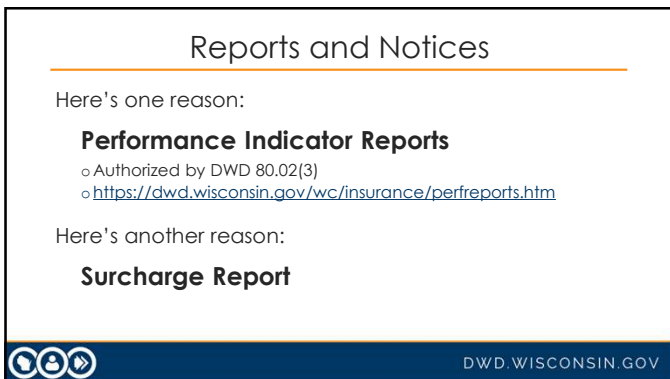 Reports and Notices
Here's one reason:
Performance Indicator Reports
o Authorized by DWD 80.02(3)
o https://dwd.wisconsin.gov/wc/insurance/perfreports.htm
Here's another reason:
Surcharge Report
DWD.WISCONSIN.GOV